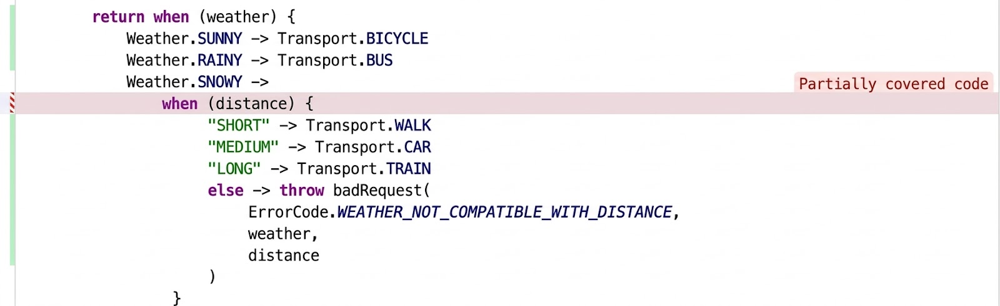 return when (weather) {
Weather.SUNNY -> Transport.BICYCLE
Weather.RAINY -> Transport.BUS
Weather.SNOWY ->
Partially covered code
when (distance) {
"SHORT" -> Transport.WALK
"MEDIUM" -> Transport.CAR
"LONG" -> Transport.TRAIN
else -> throw badRequest(
ErrorCode.WEATHER_NOT_COMPATIBLE_WITH_DISTANCE,
weather,
distance
)
}